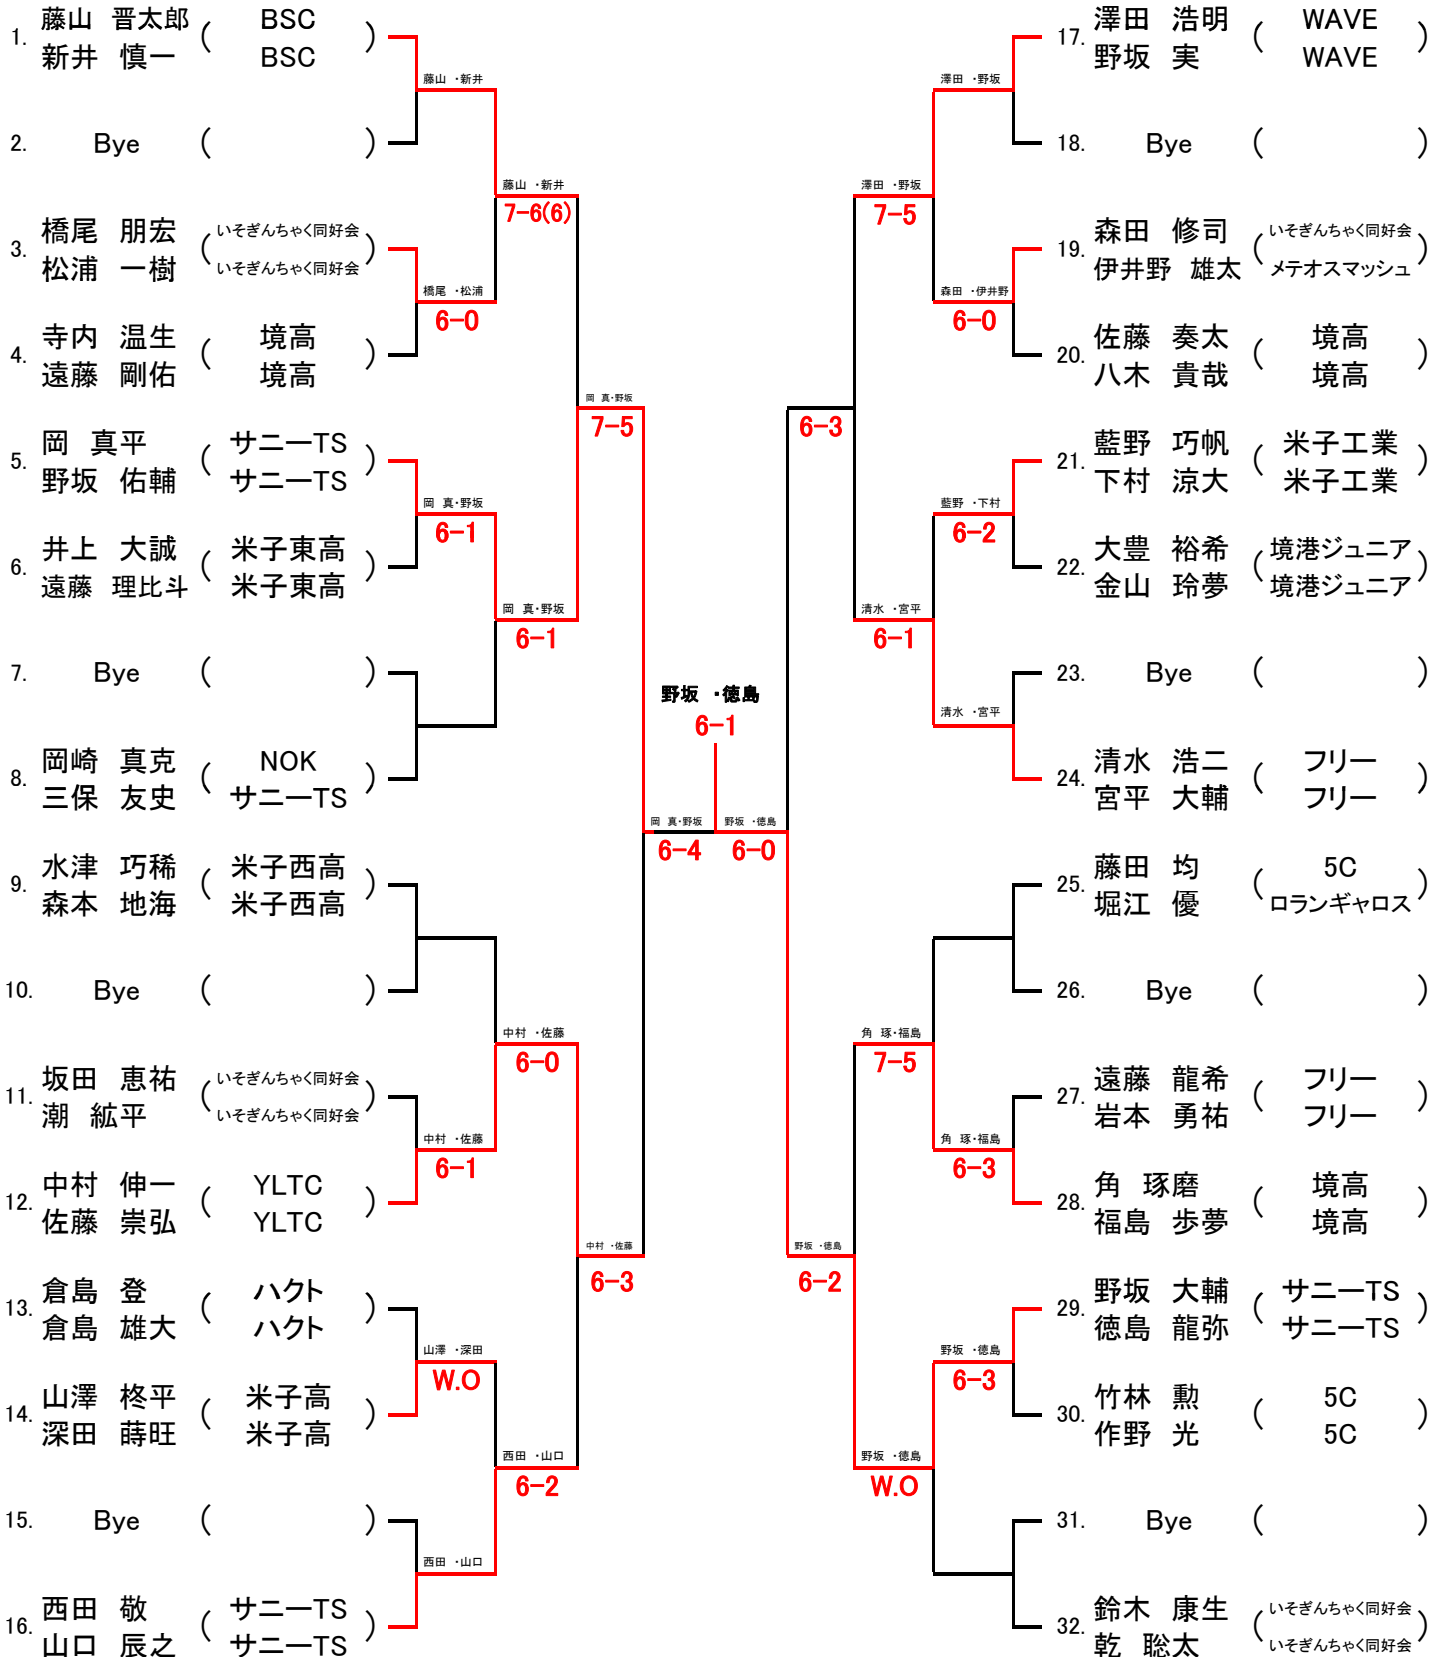 1. 藤山 晋太郎 ( BSC )
新井 慎一 BSC
藤山 ・新井
2. Bye ( )
藤山 ・新井
7-6(6)
3. 橋尾 朋宏 ( いそぎんちゃく同好会 )
松浦 一樹 いそぎんちゃく同好会
橋尾 ・松浦
6-0
4. 寺内 温生 ( 境高 )
遠藤 剛佑 境高
岡 真・野坂
7-5
5. 岡 真平 ( サニーTS )
野坂 佑輔 サニーTS
岡 真・野坂
6-1
6. 井上 大誠 ( 米子東高 )
遠藤 理比斗 米子東高
岡 真・野坂
6-1
7. Bye ( )
8. 岡崎 真克 ( NOK )
三保 友史 サニーTS
岡 真・野坂
6-4
9. 水津 巧稀 ( 米子西高 )
森本 地海 米子西高
10. Bye ( )
中村 ・佐藤
6-0
11. 坂田 恵祐 ( いそぎんちゃく同好会 )
潮 紘平 いそぎんちゃく同好会
中村 ・佐藤
6-1
12. 中村 伸一 ( YLTC )
佐藤 崇弘 YLTC
中村 ・佐藤
6-3
13. 倉島 登 ( ハクト )
倉島 雄大 ハクト
山澤 ・深田
W.O
14. 山澤 柊平 ( 米子高 )
深田 蒔旺 米子高
西田 ・山口
6-2
15. Bye ( )
西田 ・山口
16. 西田 敬 ( サニーTS )
山口 辰之 サニーTS
野坂 ・徳島
6-1
17. 澤田 浩明 ( WAVE )
野坂 実 WAVE
澤田 ・野坂
18. Bye ( )
澤田 ・野坂
7-5
19. 森田 修司 ( いそぎんちゃく同好会 )
伊井野 雄太 メテオスマッシュ
森田 ・伊井野
6-0
20. 佐藤 奏太 ( 境高 )
八木 貴哉 境高
6-3
21. 藍野 巧帆 ( 米子工業 )
下村 涼大 米子工業
藍野 ・下村
6-2
22. 大豊 裕希 ( 境港ジュニア )
金山 玲夢 境港ジュニア
清水 ・宮平
6-1
23. Bye ( )
清水 ・宮平
24. 清水 浩二 ( フリー )
宮平 大輔 フリー
野坂 ・徳島
6-0
25. 藤田 均 ( 5C )
堀江 優 ロランギャロス
26. Bye ( )
角 琢・福島
7-5
27. 遠藤 龍希 ( フリー )
岩本 勇祐 フリー
角 琢・福島
6-3
28. 角 琢磨 ( 境高 )
福島 歩夢 境高
野坂 ・徳島
6-2
29. 野坂 大輔 ( サニーTS )
徳島 龍弥 サニーTS
野坂 ・徳島
6-3
30. 竹林 勲 ( 5C )
作野 光 5C
野坂 ・徳島
W.O
31. Bye ( )
32. 鈴木 康生 ( いそぎんちゃく同好会 )
乾 聡太 いそぎんちゃく同好会